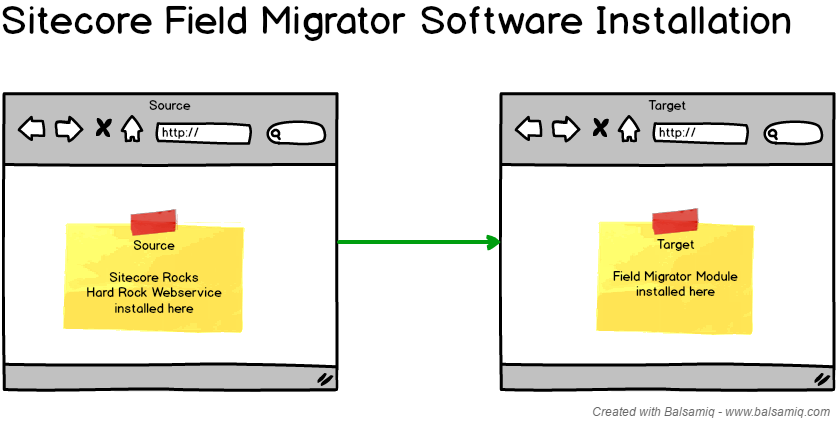 Sitecore Field Migrator Software Installation
Source
http://
Source
Sitecore Rocks
Hard Rock Webservice
installed here
Target
http://
Target
Field Migrator Module
installed here
Created with Balsamiq - www.balsamiq.com